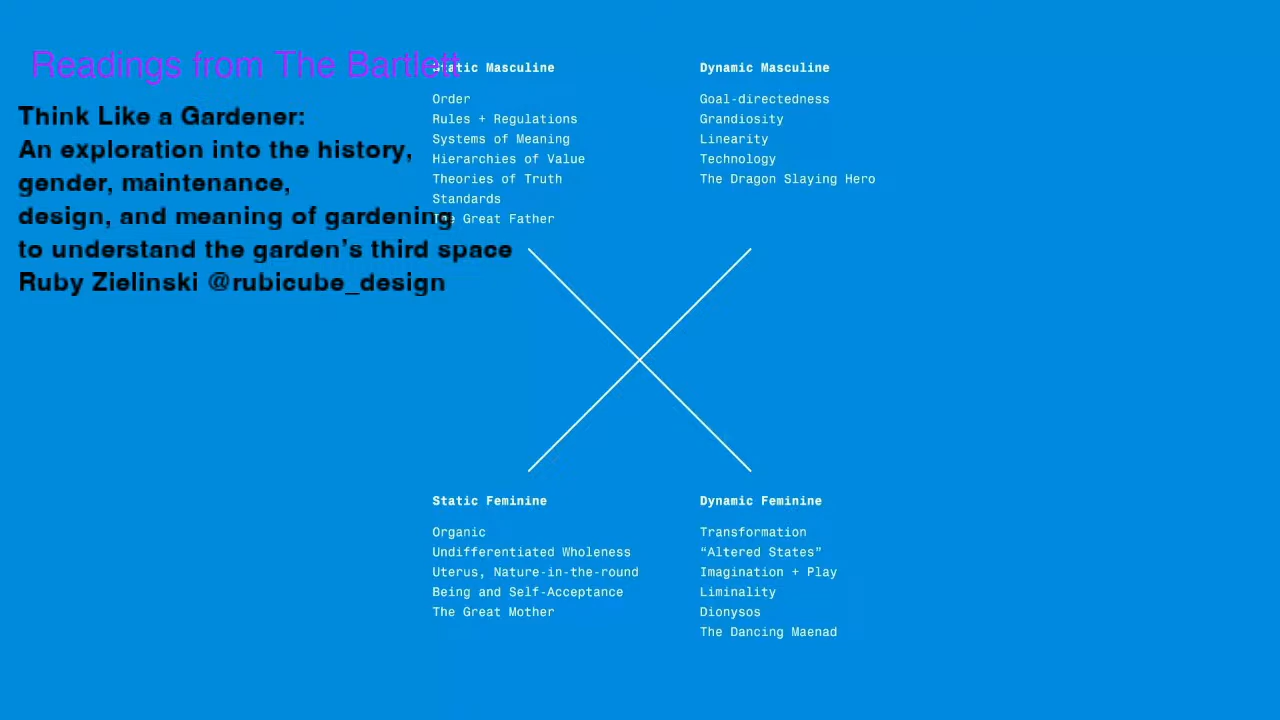 Readings from The Bartlett
Think Like a Gardener:
An exploration into the history,
gender, maintenance,
design, and meaning of gardening
to understand the garden’s third space
Ruby Zielinski @rubicube_design
Static Masculine
Order
Rules + Regulations
Systems of Meaning
Hierarchies of Value
Theories of Truth
Standards
The Great Father
Dynamic Masculine
Goal-directedness
Grandiosity
Linearity
Technology
The Dragon Slaying Hero
Static Feminine
Organic
Undifferentiated Wholeness
Uterus, Nature-in-the-round
Being and Self-Acceptance
The Great Mother
Dynamic Feminine
Transformation
“Altered States”
Imagination + Play
Liminality
Dionysos
The Dancing Maenad